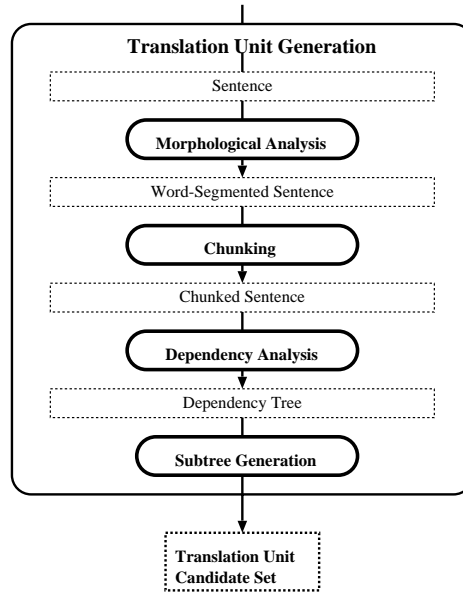 Translation Unit Generation
Sentence
Morphological Analysis
Word-Segmented Sentence
Chunking
Chunked Sentence
Dependency Analysis
Dependency Tree
Subtree Generation
Translation Unit
Candidate Set